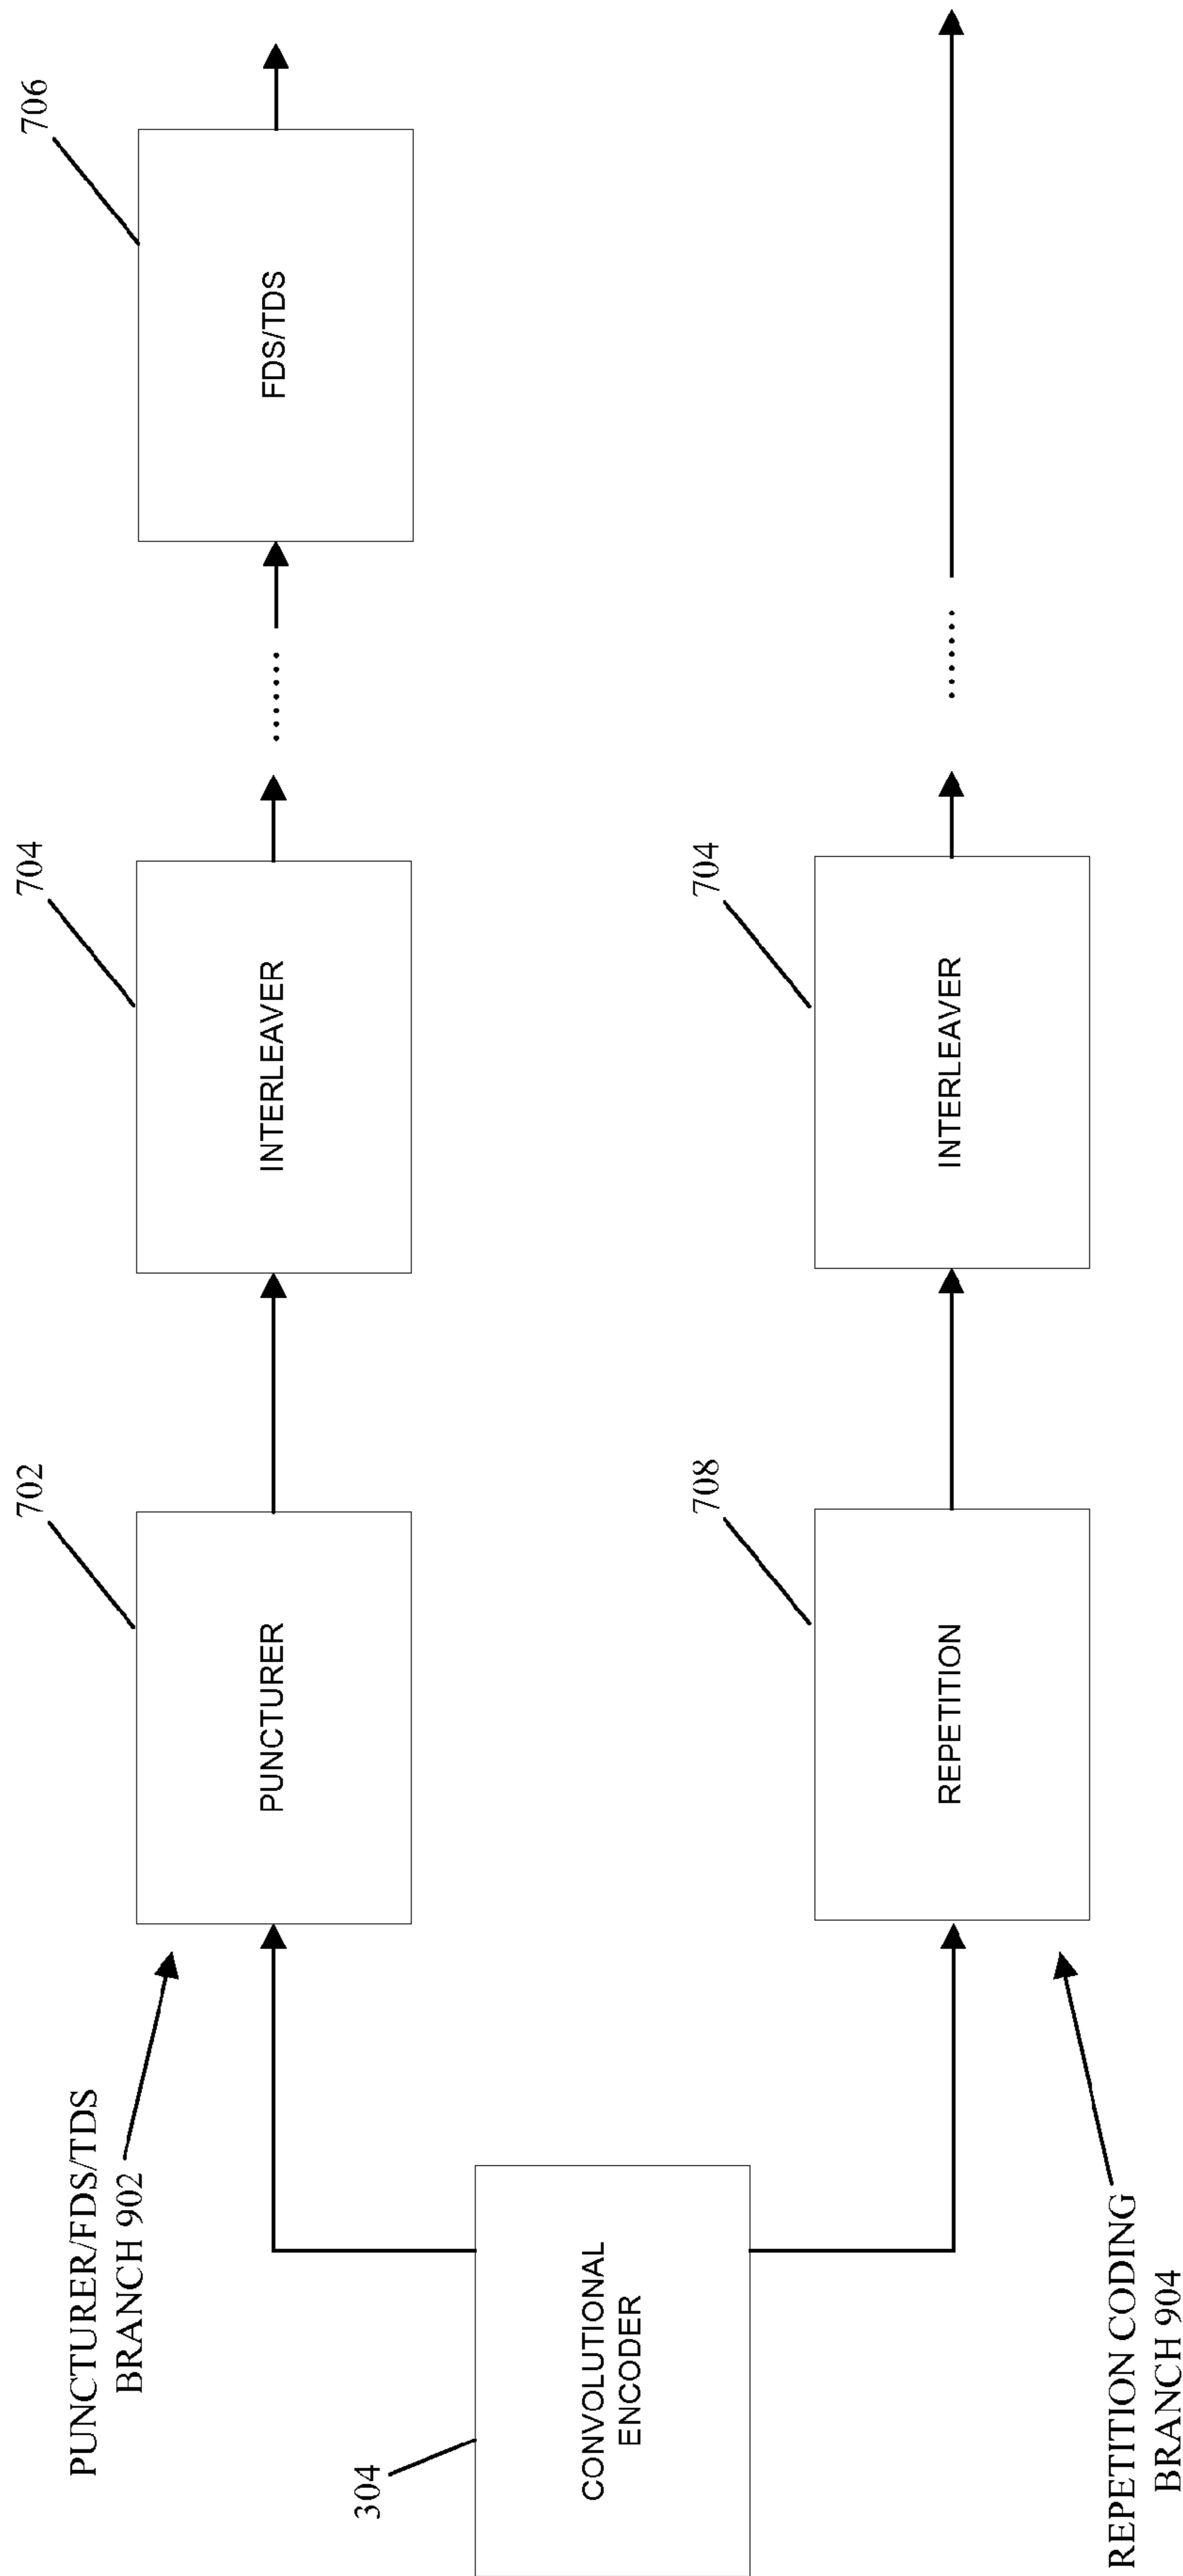 PUNCTURER/FDS/TDS
BRANCH 902
702
PUNCTURER
704
INTERLEAVER
.......
706
FDS/TDS
304
CONVOLUTIONAL
ENCODER
REPETITION CODING
BRANCH 904
708
REPETITION
704
INTERLEAVER
.......